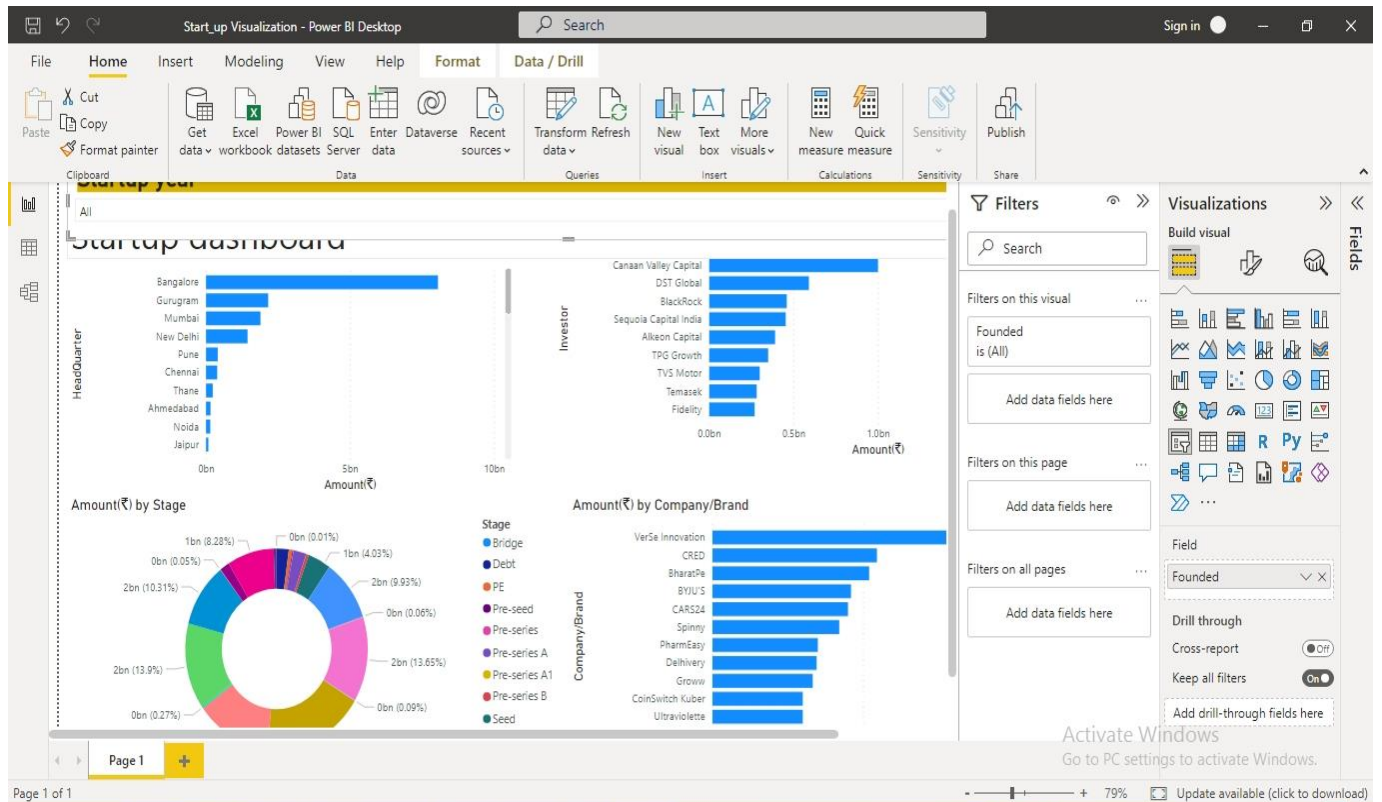 Start_up Visualization - Power BI Desktop
Search
Sign in
File Home Insert Modeling View Help Format Data / Drill
Paste
Cut
Copy
Format painter
Get data
Excel workbook
Power BI datasets
SQL Server
Enter data
Dataverse
Recent sources
Transform data
Refresh
New visual
Text box
More visuals
New measure
Quick measure
Sensitivity
Publish
Clipboard
Data
Queries
Insert
Calculations
Sensitivity
Share
Startup year
All
Startup dashboard
HeadQuarter
Bangalore
Gurugram
Mumbai
New Delhi
Pune
Chennai
Thane
Ahmedabad
Noida
Jaipur
0bn 5bn 10bn
Amount(₹)
Investor
Canaan Valley Capital
DST Global
BlackRock
Sequoia Capital India
Alkeon Capital
TPG Growth
TVS Motor
Temasek
Fidelity
0.0bn 0.5bn 1.0bn
Amount(₹)
Amount(₹) by Stage
0bn (0.01%)
1bn (8.28%)
1bn (4.03%)
0bn (0.05%)
2bn (9.93%)
2bn (10.31%)
0bn (0.06%)
2bn (13.65%)
2bn (13.9%)
0bn (0.09%)
0bn (0.27%)
Stage
Bridge
Debt
PE
Pre-seed
Pre-series
Pre-series A
Pre-series A1
Pre-series B
Seed
Amount(₹) by Company/Brand
Company/Brand
VerSe Innovation
CRED
BharatPe
BYJU'S
CARS24
Spinny
PharmEasy
Delhivery
Groww
CoinSwitch Kuber
Ultraviolette
Filters
Search
Filters on this visual ...
Founded
is (All)
Add data fields here
Filters on this page ...
Add data fields here
Filters on all pages ...
Add data fields here
Visualizations
Build visual
123
R Py
...
Field
Founded
Drill through
Cross-report Off
Keep all filters On
Add drill-through fields here
Fields
Activate Windows
Go to PC settings to activate Windows.
Page 1 +
Page 1 of 1
- + 79%
Update available (click to download)